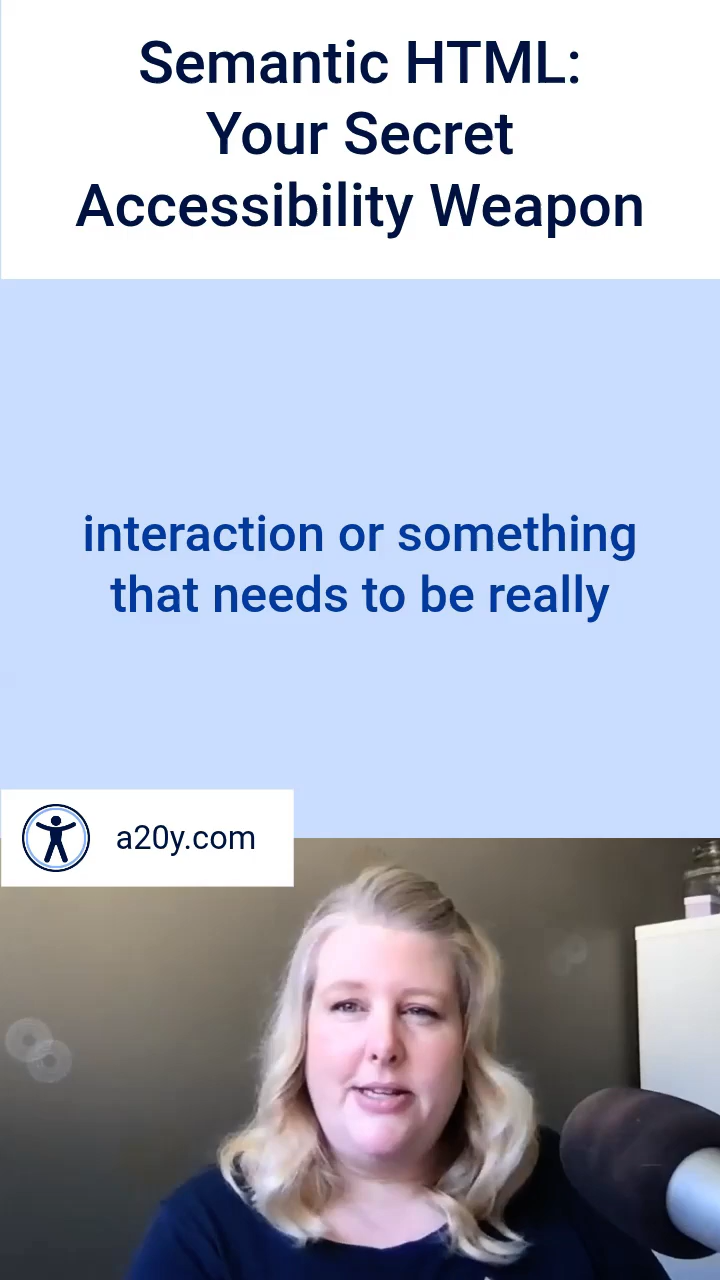 Semantic HTML:
Your Secret
Accessibility Weapon
interaction or something
that needs to be really
a20y.com